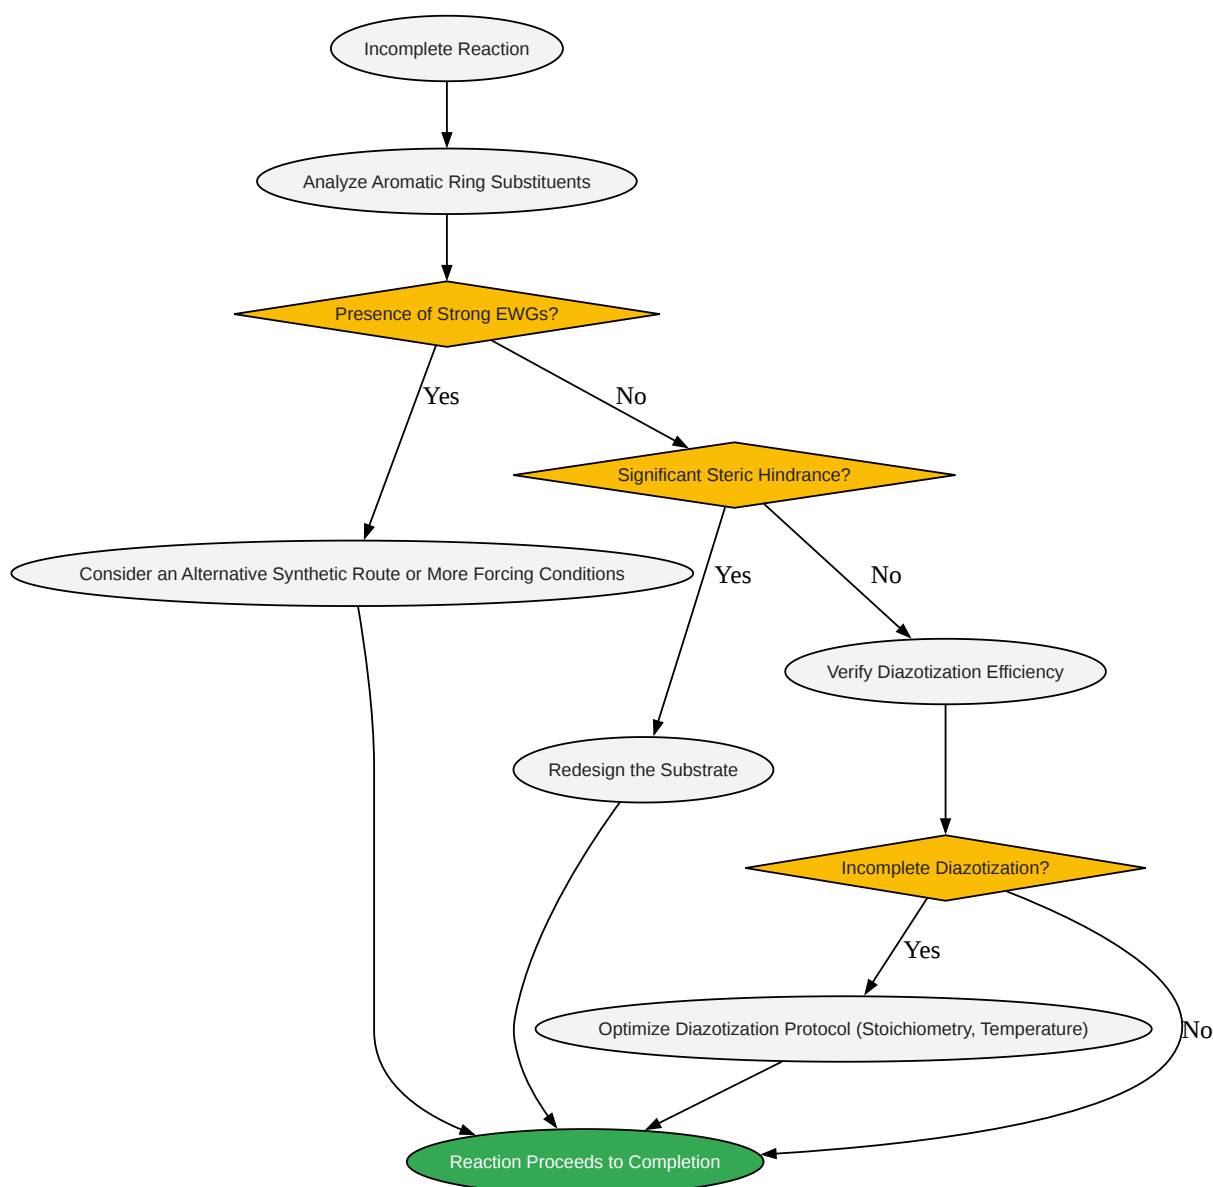 Incomplete Reaction
Analyze Aromatic Ring Substituents
Presence of Strong EWGs?
Yes
No
Significant Steric Hindrance?
Consider an Alternative Synthetic Route or More Forcing Conditions
Yes
No
Verify Diazotization Efficiency
Redesign the Substrate
Incomplete Diazotization?
Yes
Optimize Diazotization Protocol (Stoichiometry, Temperature)
No
Reaction Proceeds to Completion